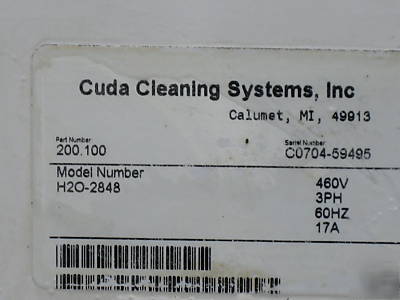 Cuda Cleaning Systems, Inc
Calumet, MI, 49913
Part Number
200.100
Serial Number
C0704-59495
Model Number
H2O-2848
460V
3PH
60HZ
17A